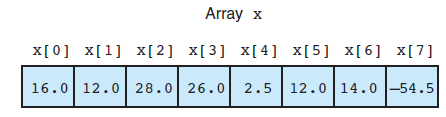 Array x
x[0] x[1] x[2] x[3] x[4] x[5] x[6] x[7]
16.0 12.0 28.0 26.0 2.5 12.0 14.0 –54.5